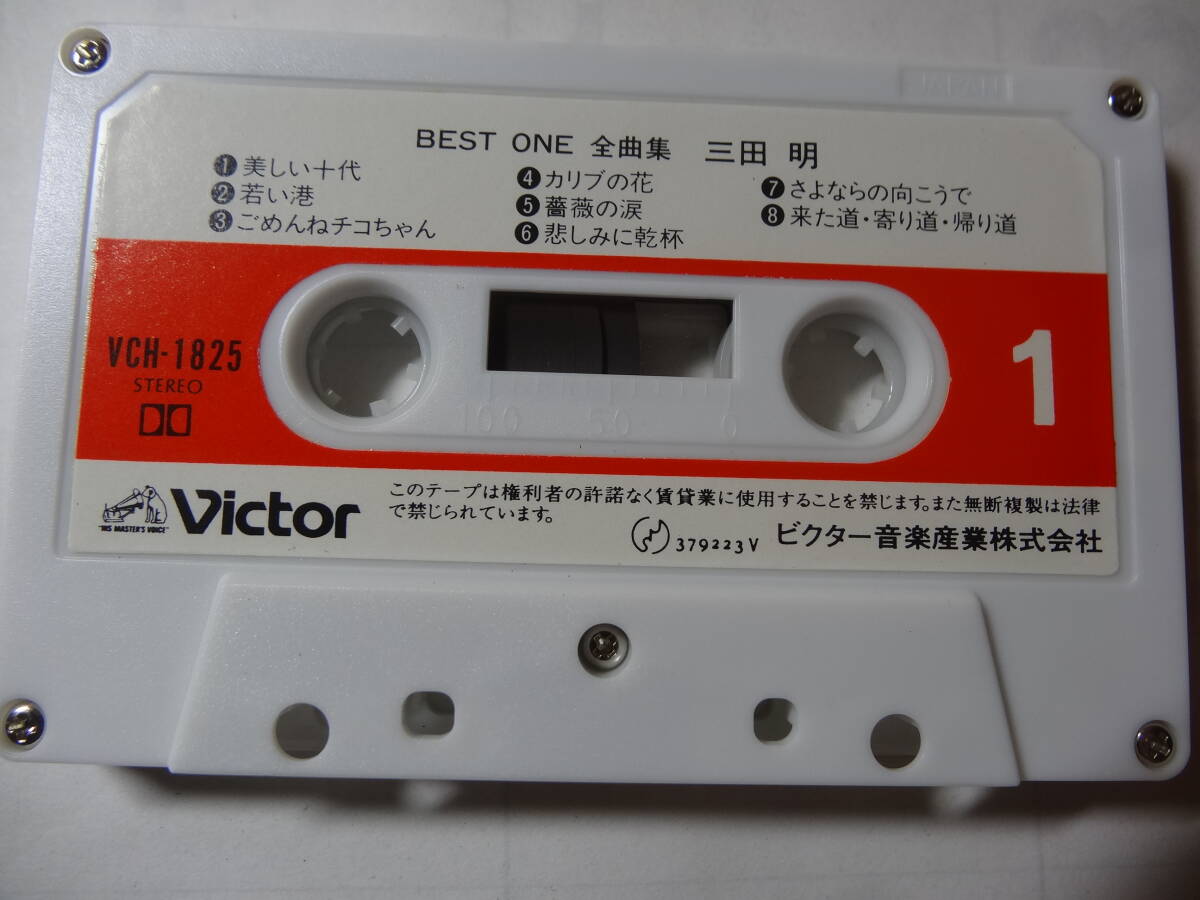 JAPAN
BEST ONE 全曲集 三田 明
❶美しい十代
❷若い港
❸ごめんねチコちゃん
❹カリブの花
❺薔薇の涙
❻悲しみに乾杯
❼さよならの向こうで
❽来た道・寄り道・帰り道
VCH-1825
STEREO
1
100 50 0
"HIS MASTER'S VOICE"
Victor
このテープは権利者の許諾なく賃貸業に使用することを禁じます。また無断複製は法律
で禁じられています。
379223V ビクター音楽産業株式会社